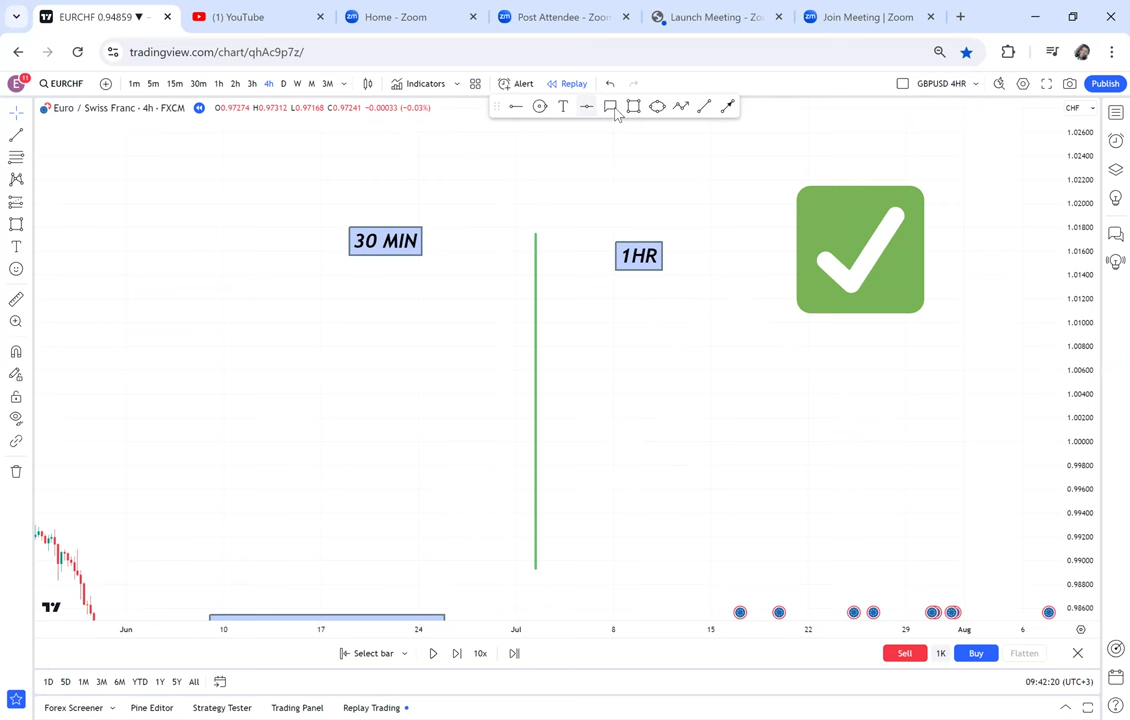 EURCHF 0.94859 ▼
(1) YouTube
Home - Zoom
Post Attendee - Zoom
Launch Meeting - Zoom
Join Meeting | Zoom
tradingview.com/chart/qhAc9p7z/
E 11
EURCHF
1m 5m 15m 30m 1h 2h 3h 4h D W M 3M
Indicators
Alert
Replay
GBPUSD 4HR
Publish
Euro / Swiss Franc · 4h · FXCM
O0.97274 H0.97312 L0.97168 C0.97241 −0.00033 (−0.03%)
CHF
30 MIN
1HR
1.02600
1.02400
1.02200
1.02000
1.01800
1.01600
1.01400
1.01200
1.01000
1.00800
1.00600
1.00400
1.00200
1.00000
0.99800
0.99600
0.99400
0.99200
0.99000
0.98800
0.98600
Jun 10 17 24 Jul 8 15 22 29 Aug 6
Select bar
10x
Sell 1K Buy Flatten
1D 5D 1M 3M 6M YTD 1Y 5Y All
09:42:20 (UTC+3)
Forex Screener Pine Editor Strategy Tester Trading Panel Replay Trading